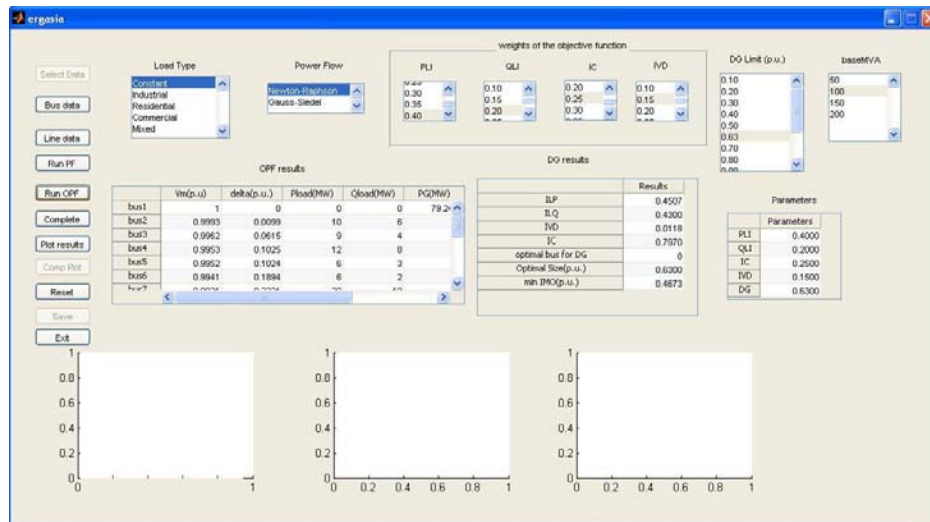 ergasia
weights of the objective function
Load Type
Power Flow
PLI
QLI
IC
IVD
DG Limit (p.u.)
baseMVA
Select Data
Bus data
Line data
Run PF
Run OPF
Complete
Plot results
Comp Plot
Reset
Save
Exit
Constant
Industrial
Residential
Commercial
Mixed
Newton-Raphson
Gauss-Siedel
0.30
0.35
0.40
0.10
0.15
0.20
0.20
0.25
0.30
0.10
0.15
0.20
0.10
0.20
0.30
0.40
0.50
0.63
0.70
0.80
50
100
150
200
OPF results
Vm(p.u) delta(p.u.) Pload(MW) Qload(MW) PG(MW)
bus1 1 0 0 0 79.2
bus2 0.9993 0.0099 10 6
bus3 0.9962 0.0615 9 4
bus4 0.9953 0.1025 12 8
bus5 0.9952 0.1024 6 3
bus6 0.9941 0.1894 6 2
DG results
Results
ILP 0.4507
ILQ 0.4300
IVD 0.0118
IC 0.7970
optimal bus for DG
Optimal Size(p.u.) 0.6300
min IMO(p.u.) 0.4673
Parameters
Parameters
PLI 0.4000
QLI 0.2000
IC 0.2500
IVD 0.1500
DG 0.6300
1
0.8
0.6
0.4
0.2
0
0 1
1
0.8
0.6
0.4
0.2
0
0 0.2 0.4 0.6 0.8 1
1
0.8
0.6
0.4
0.2
0
0 0.2 0.4 0.6 0.8 1